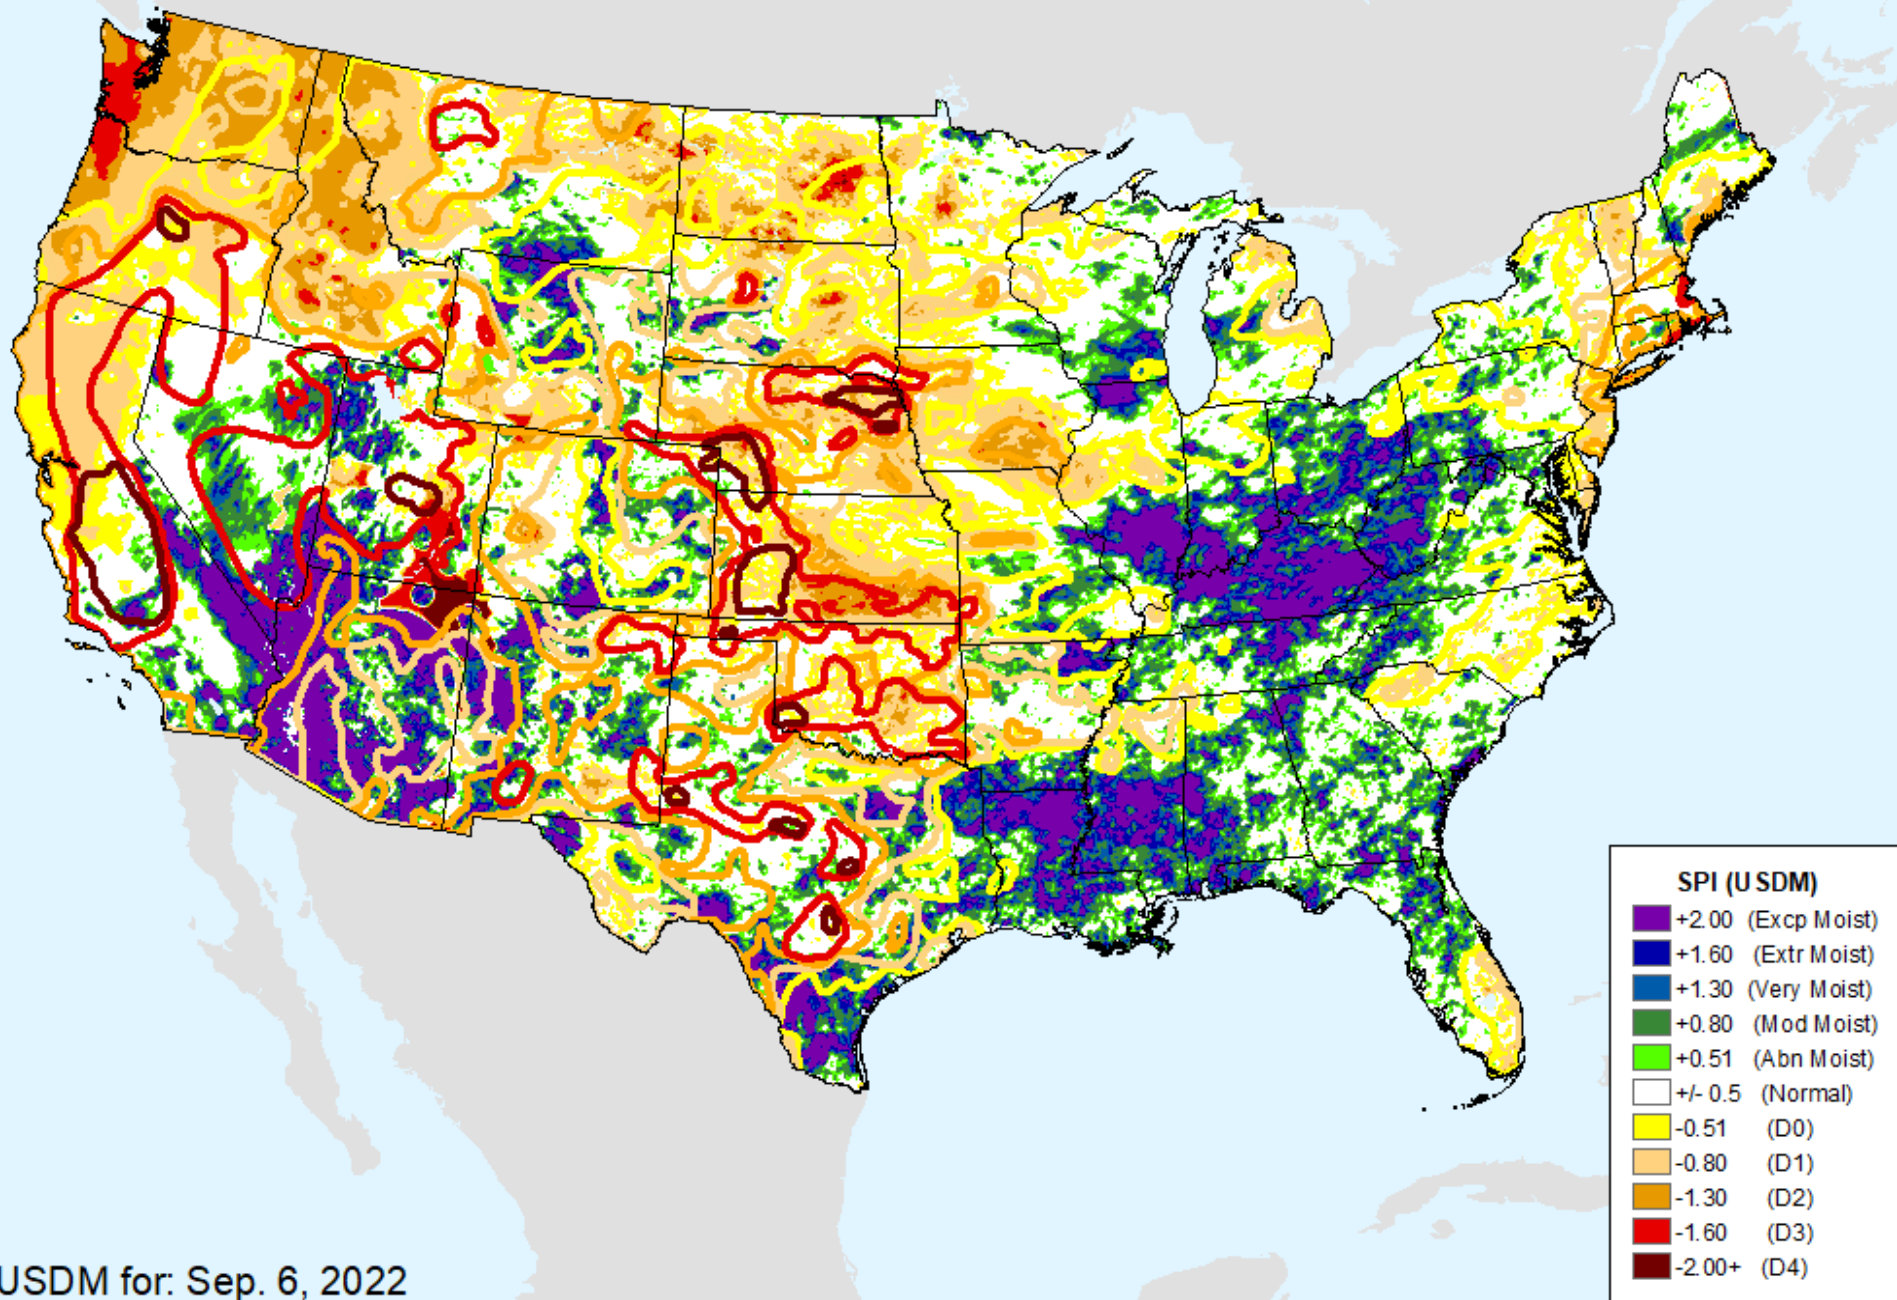 SPI (USDM)
+2.00 (Excp Moist)
+1.60 (Extr Moist)
+1.30 (Very Moist)
+0.80 (Mod Moist)
+0.51 (Abn Moist)
+/- 0.5 (Normal)
-0.51 (D0)
-0.80 (D1)
-1.30 (D2)
-1.60 (D3)
-2.00+ (D4)
USDM for: Sep. 6, 2022